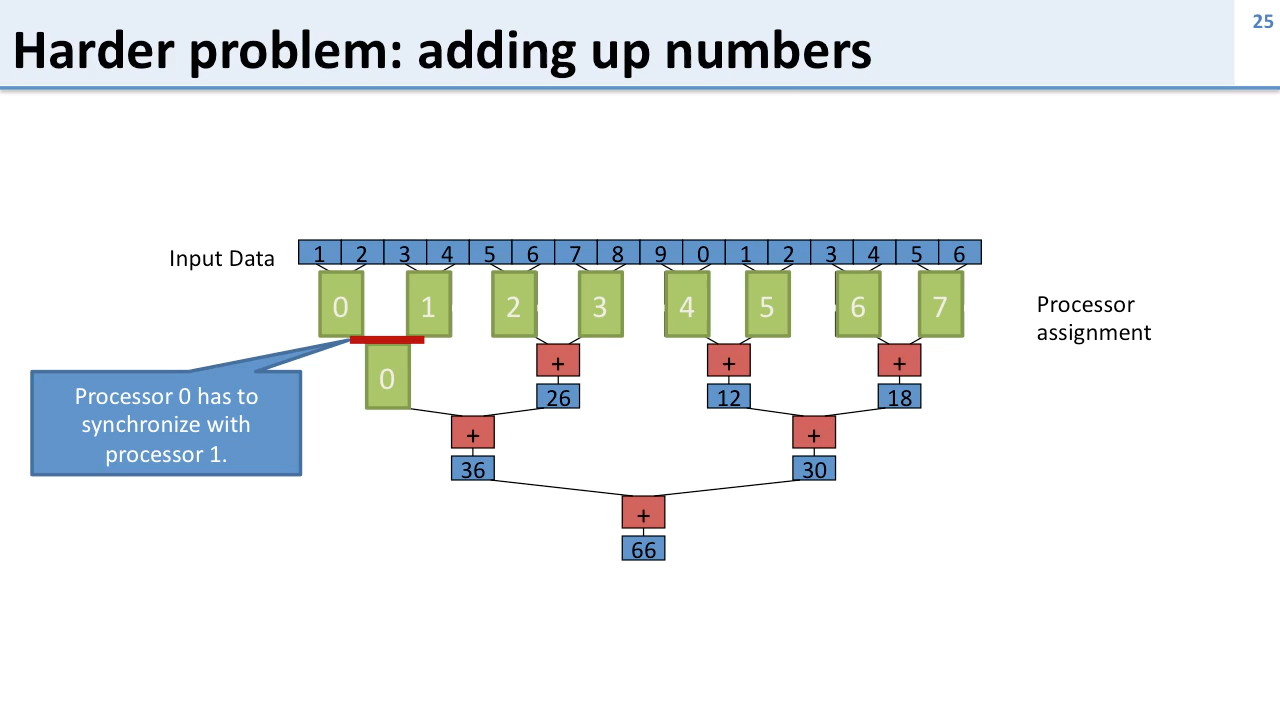 25
Harder problem: adding up numbers
Input Data
1 2 3 4 5 6 7 8 9 0 1 2 3 4 5 6
0 1 2 3 4 5 6 7
Processor
assignment
0 + + +
26 12 18
Processor 0 has to
synchronize with
processor 1.
+ +
36 30
+
66